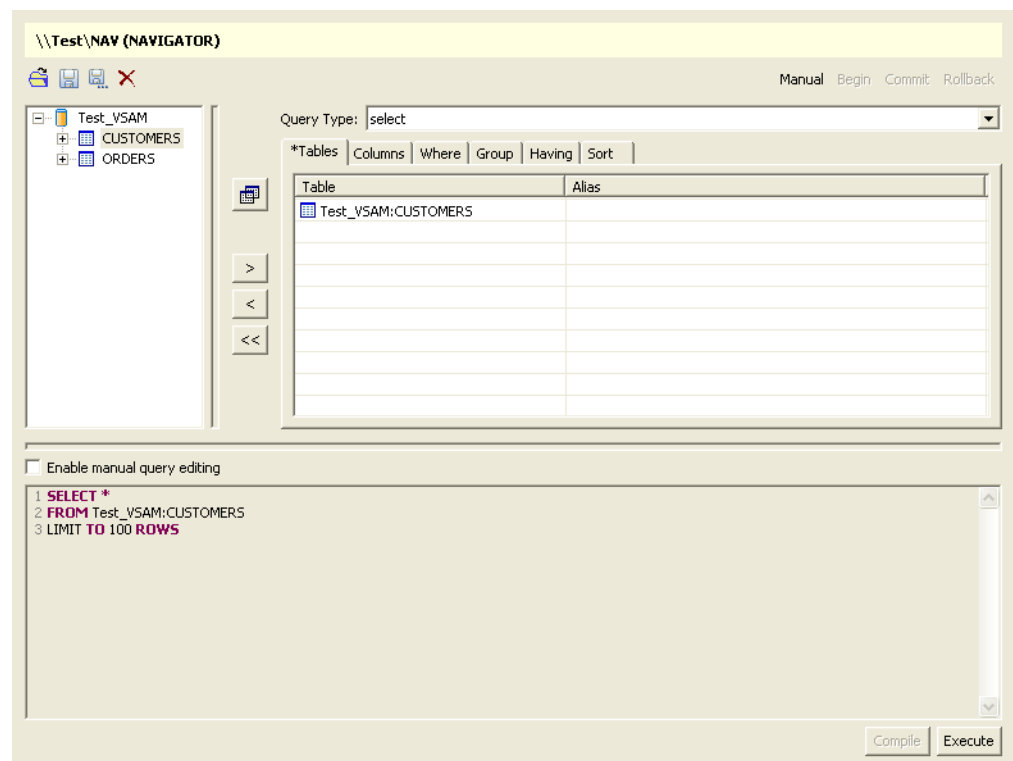 \\Test\NAV (NAVIGATOR)
Manual Begin Commit Rollback
Test_VSAM
CUSTOMERS
ORDERS
Query Type: select
*Tables Columns Where Group Having Sort
Table Alias
Test_VSAM:CUSTOMERS
>
<
<<
Enable manual query editing
1 SELECT *
2 FROM Test_VSAM:CUSTOMERS
3 LIMIT TO 100 ROWS
Compile Execute